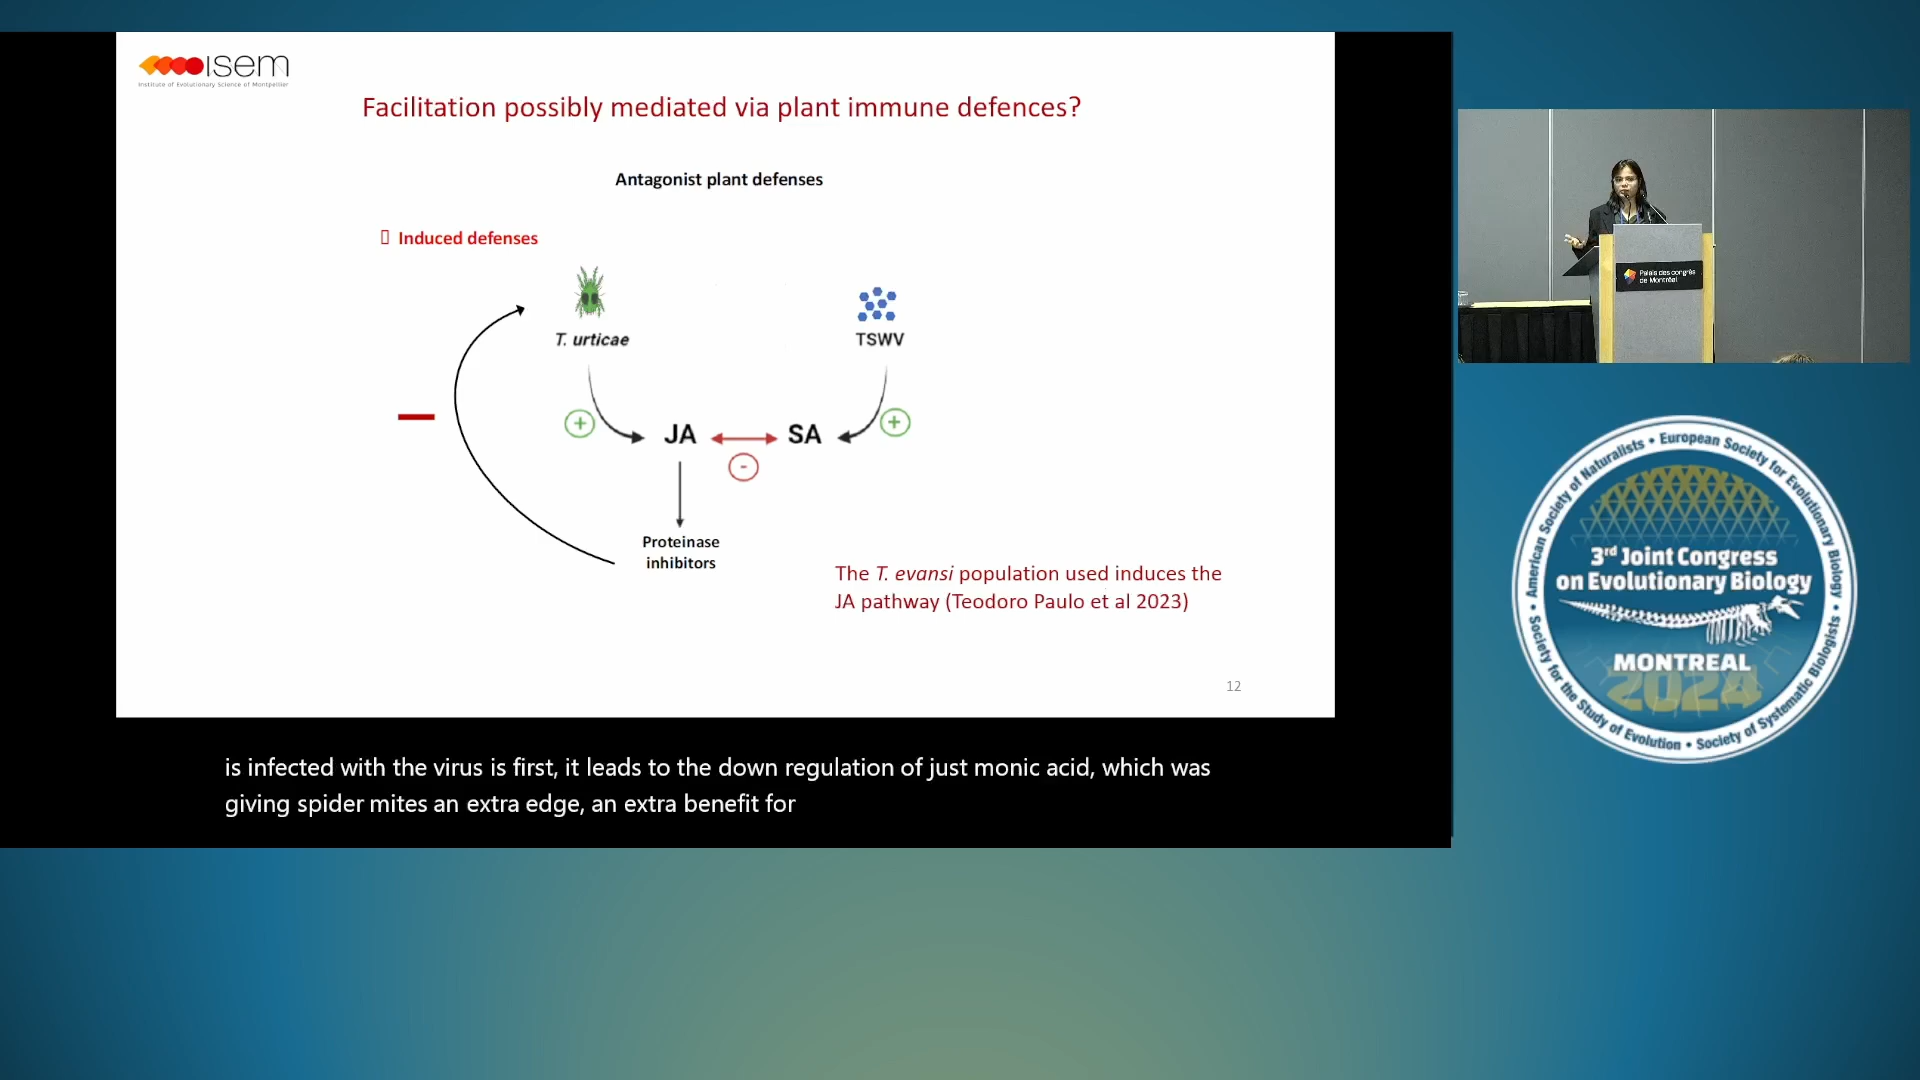 isem
Institute of Evolutionary Science of Montpellier
Facilitation possibly mediated via plant immune defences?
Antagonist plant defenses
Induced defenses
T. urticae
TSWV
+
+
JA
SA
-
Proteinase
inhibitors
The T. evansi population used induces the
JA pathway (Teodoro Paulo et al 2023)
12
is infected with the virus is first, it leads to the down regulation of just monic acid, which was
giving spider mites an extra edge, an extra benefit for
Palais des congrès
de Montréal
American Society of Naturalists • European Society for Evolutionary Biology •
Society for the Study of Evolution • Society of Systematic Biologists •
3rd Joint Congress
on Evolutionary Biology
MONTREAL
2024